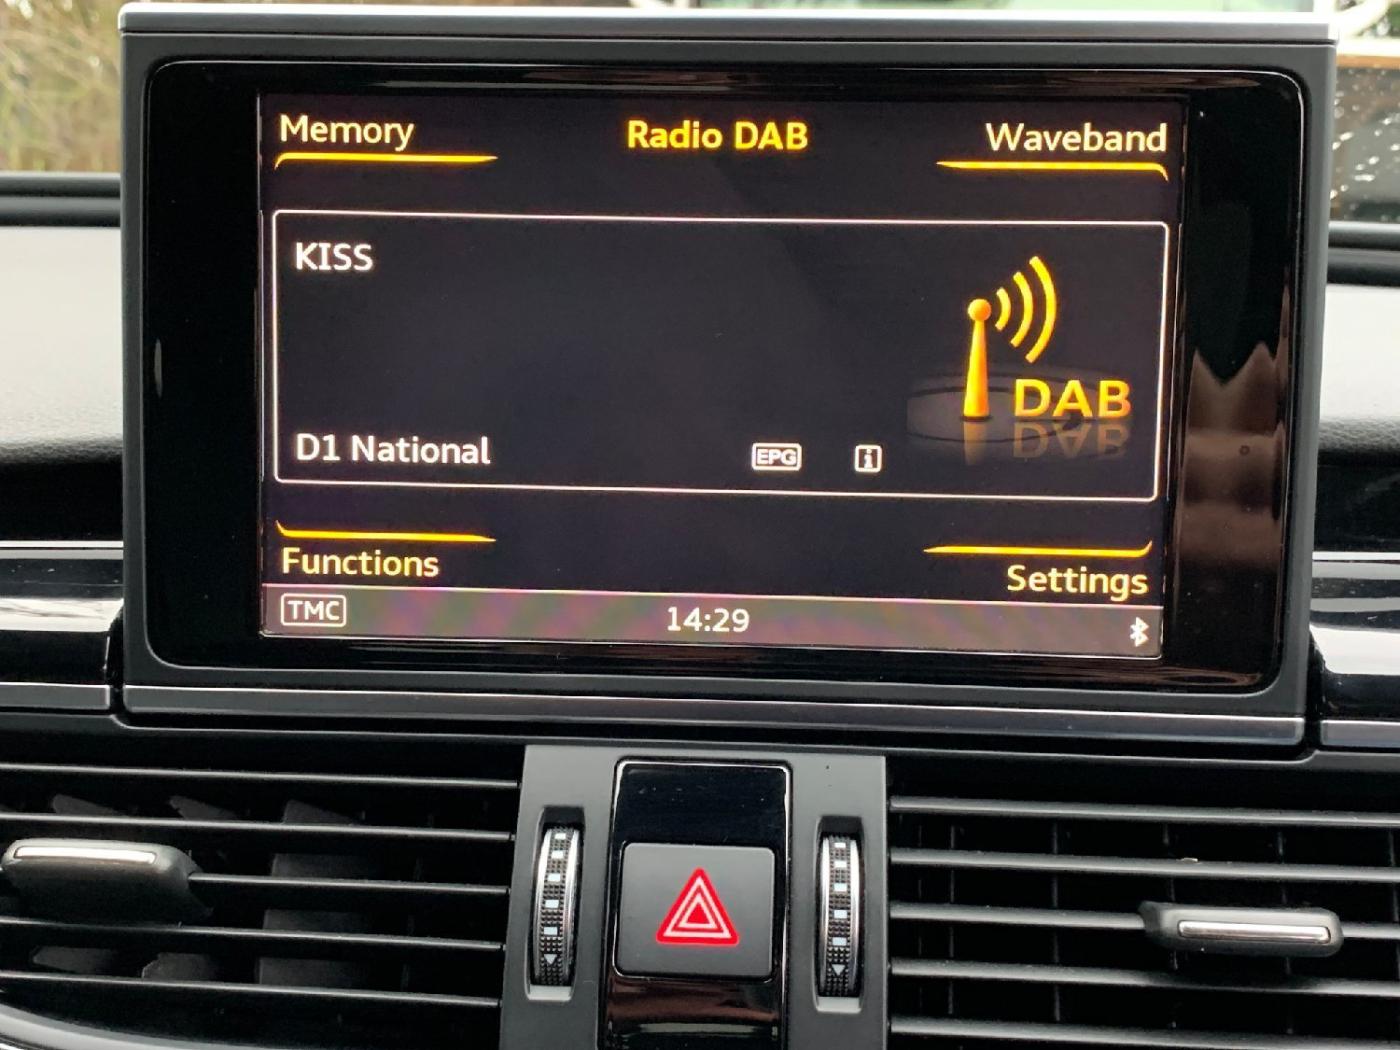 Memory
Radio DAB
Waveband
KISS
DAB
D1 National
EPG
i
Functions
Settings
TMC
14:29